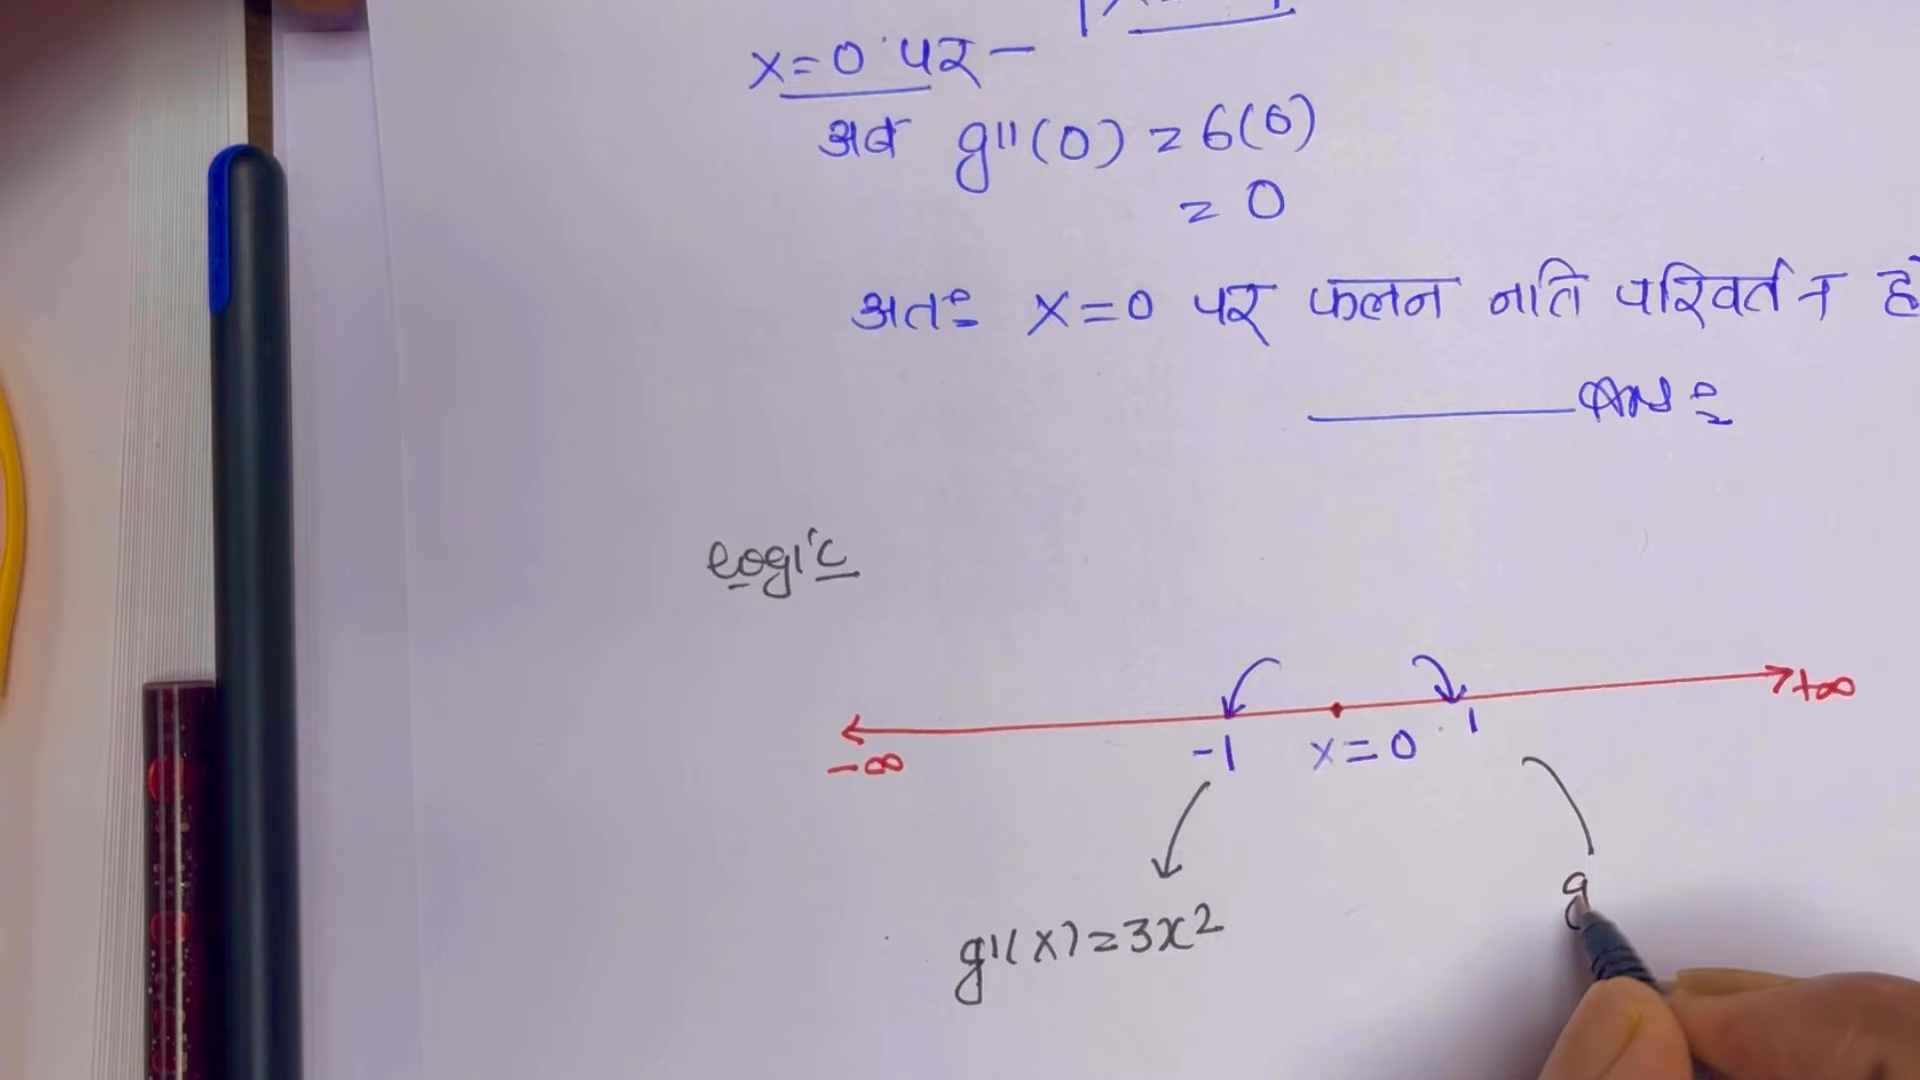 x=0 पर –
अब g''(0) = 6(0)
= 0
अतः x=0 पर फलन नति परिवर्तन
Ans :
logic
-∞ -1 x=0 1 +∞
g'(x)=3x2
g